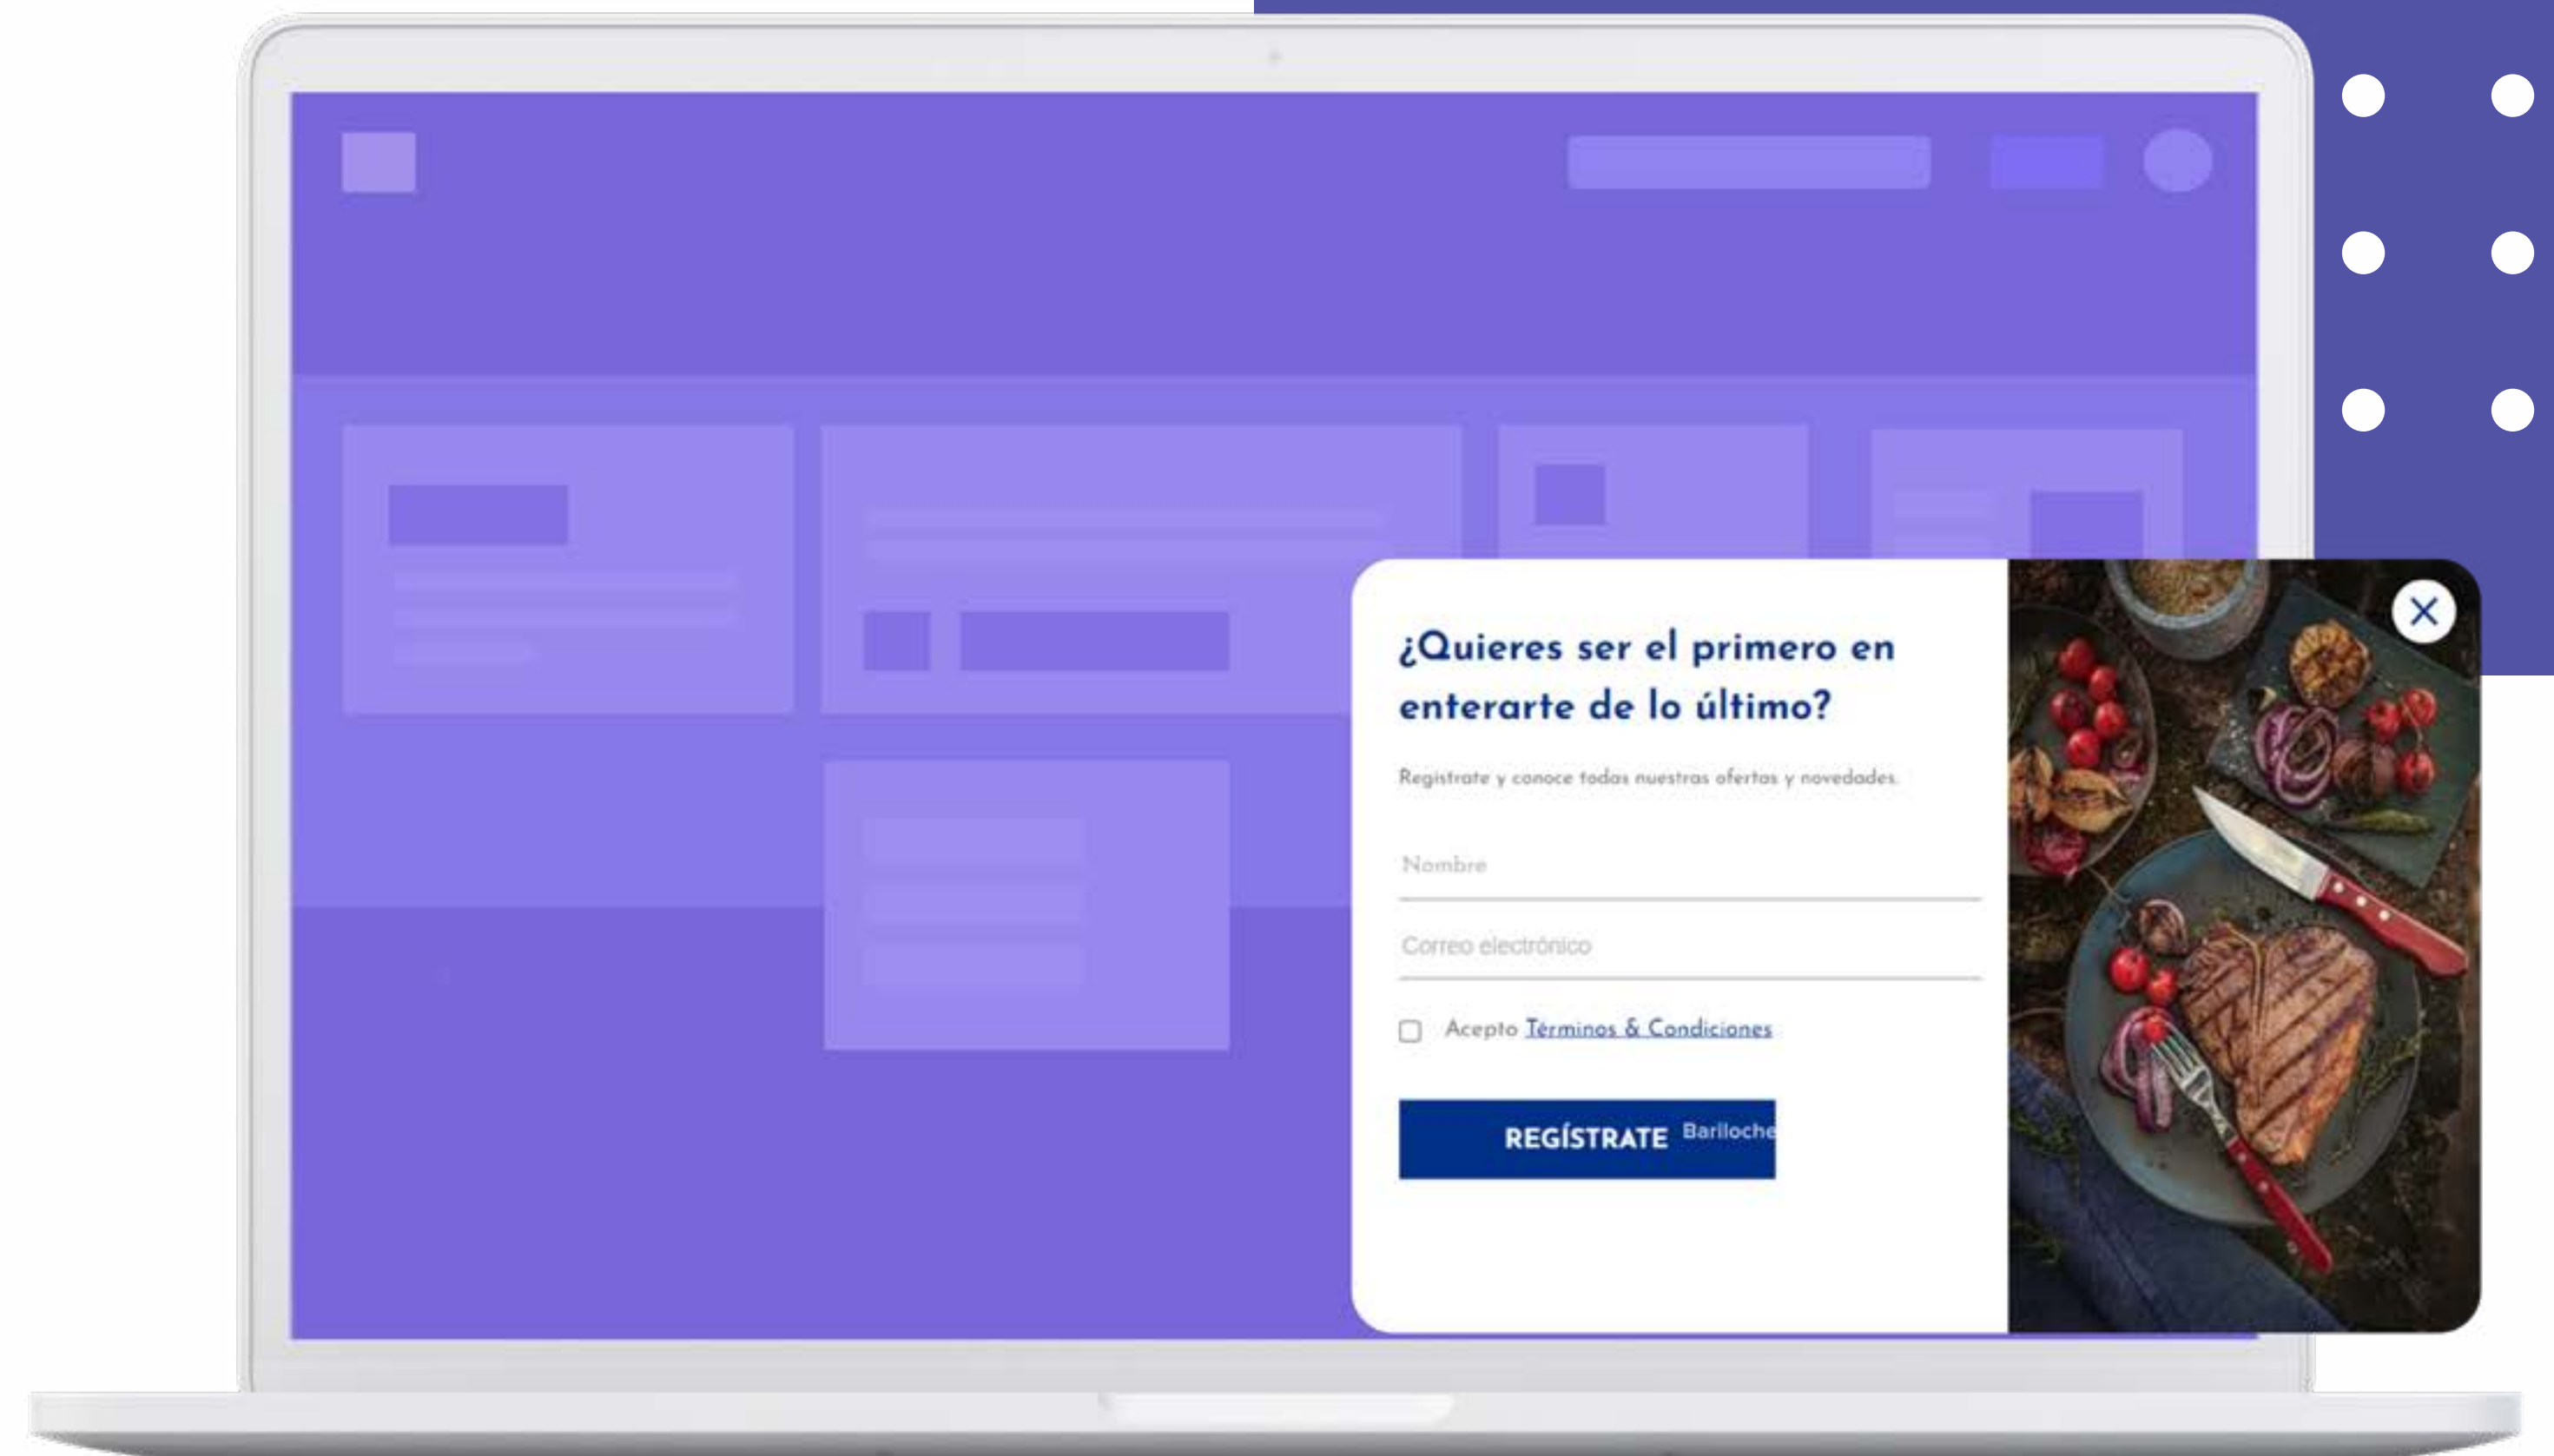 ¿Quieres ser el primero en
enterarte de lo último?
Regístrate y conoce todas nuestras ofertas y novedades.
Nombre
Correo electrónico
Acepto Términos & Condiciones
REGÍSTRATE Bariloche